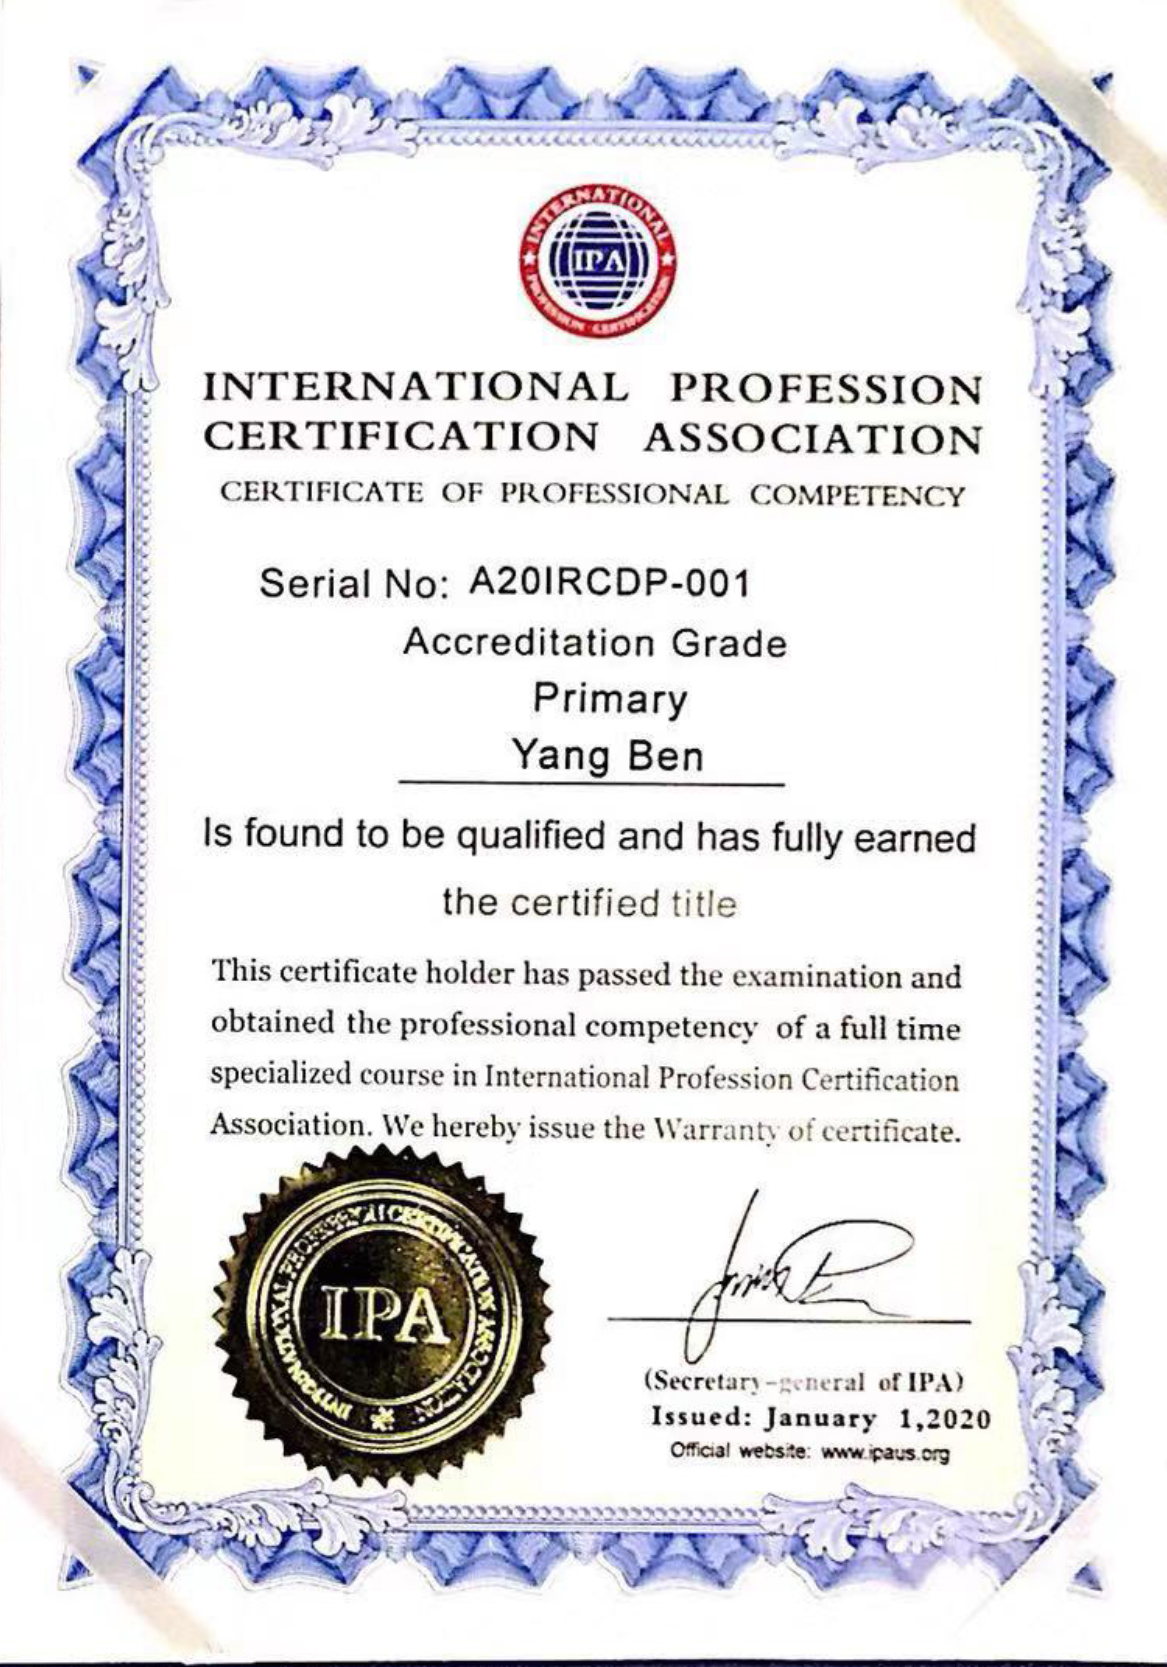 INTERNATIONAL
IPA
PROFESSION CERTIFICATION
INTERNATIONAL PROFESSION
CERTIFICATION ASSOCIATION
CERTIFICATE OF PROFESSIONAL COMPETENCY
Serial No: A20IRCDP-001
Accreditation Grade
Primary
Yang Ben
Is found to be qualified and has fully earned
the certified title
This certificate holder has passed the examination and
obtained the professional competency of a full time
specialized course in International Profession Certification
Association. We hereby issue the Warranty of certificate.
IPA
INTERNATIONAL CERTIFICATION ASSOCIATION
(Secretary-general of IPA)
Issued: January 1,2020
Official website: www.ipaus.org